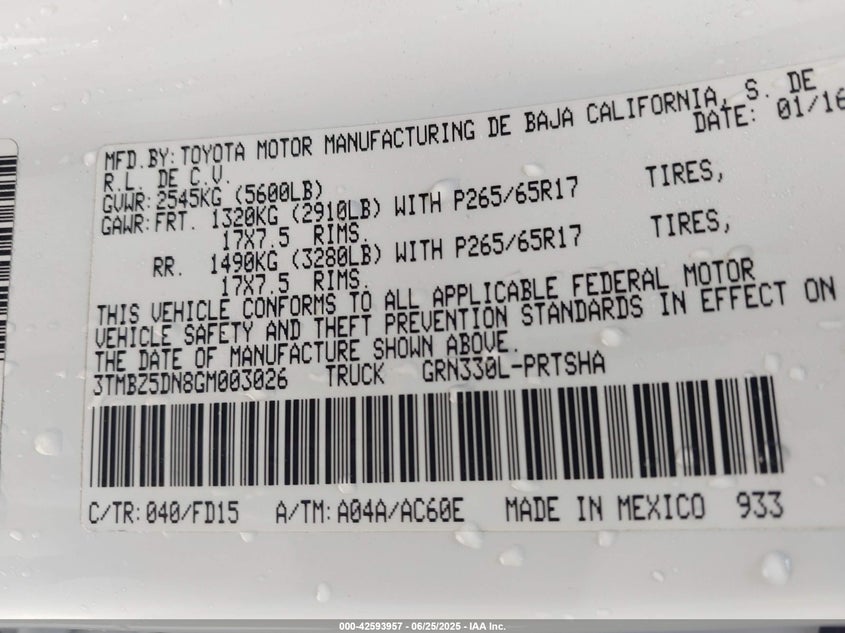 MFD.BY:TOYOTA MOTOR MANUFACTURING DE BAJA CALIFORNIA, S. DE
R.L. DE C.V. DATE: 01/16
GVWR:2545KG (5600LB)
GAWR:FRT. 1320KG (2910LB) WITH P265/65R17 TIRES,
17X7.5 RIMS.
RR. 1490KG (3280LB) WITH P265/65R17 TIRES,
17X7.5 RIMS.
THIS VEHICLE CONFORMS TO ALL APPLICABLE FEDERAL MOTOR
VEHICLE SAFETY AND THEFT PREVENTION STANDARDS IN EFFECT ON
THE DATE OF MANUFACTURE SHOWN ABOVE.
3TMBZ5DN8GM003026 TRUCK GRN330L-PRTSHA
C/TR:040/FD15 A/TM:A04A/AC60E MADE IN MEXICO 933
000-42593957 - 06/25/2025 - IAA Inc.